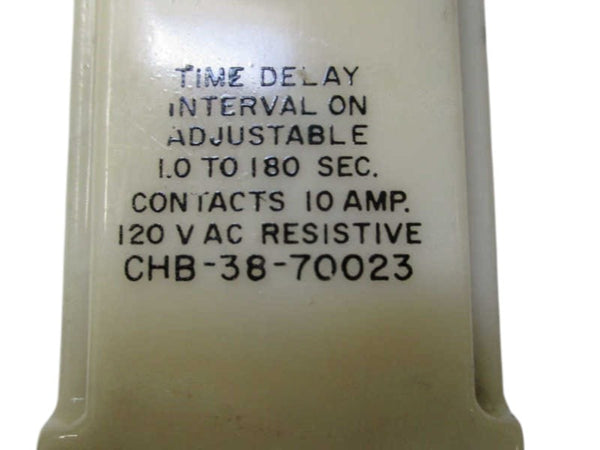 TIME DELAY
INTERVAL ON
ADJUSTABLE
1.0 TO 180 SEC.
CONTACTS 10 AMP.
120 V AC RESISTIVE
CHB-38-70023